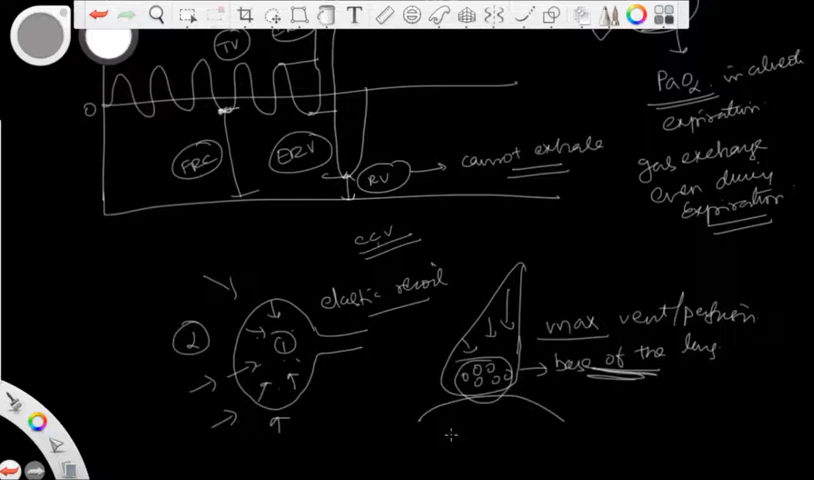 TV
0
FRC
ERV
RV
cannot exhale
PaO2 in alveoli
expiration
gas exchange
even during
Expiration
CCV
elastic recoil
2
1
max vent/perfusion
base of the lung